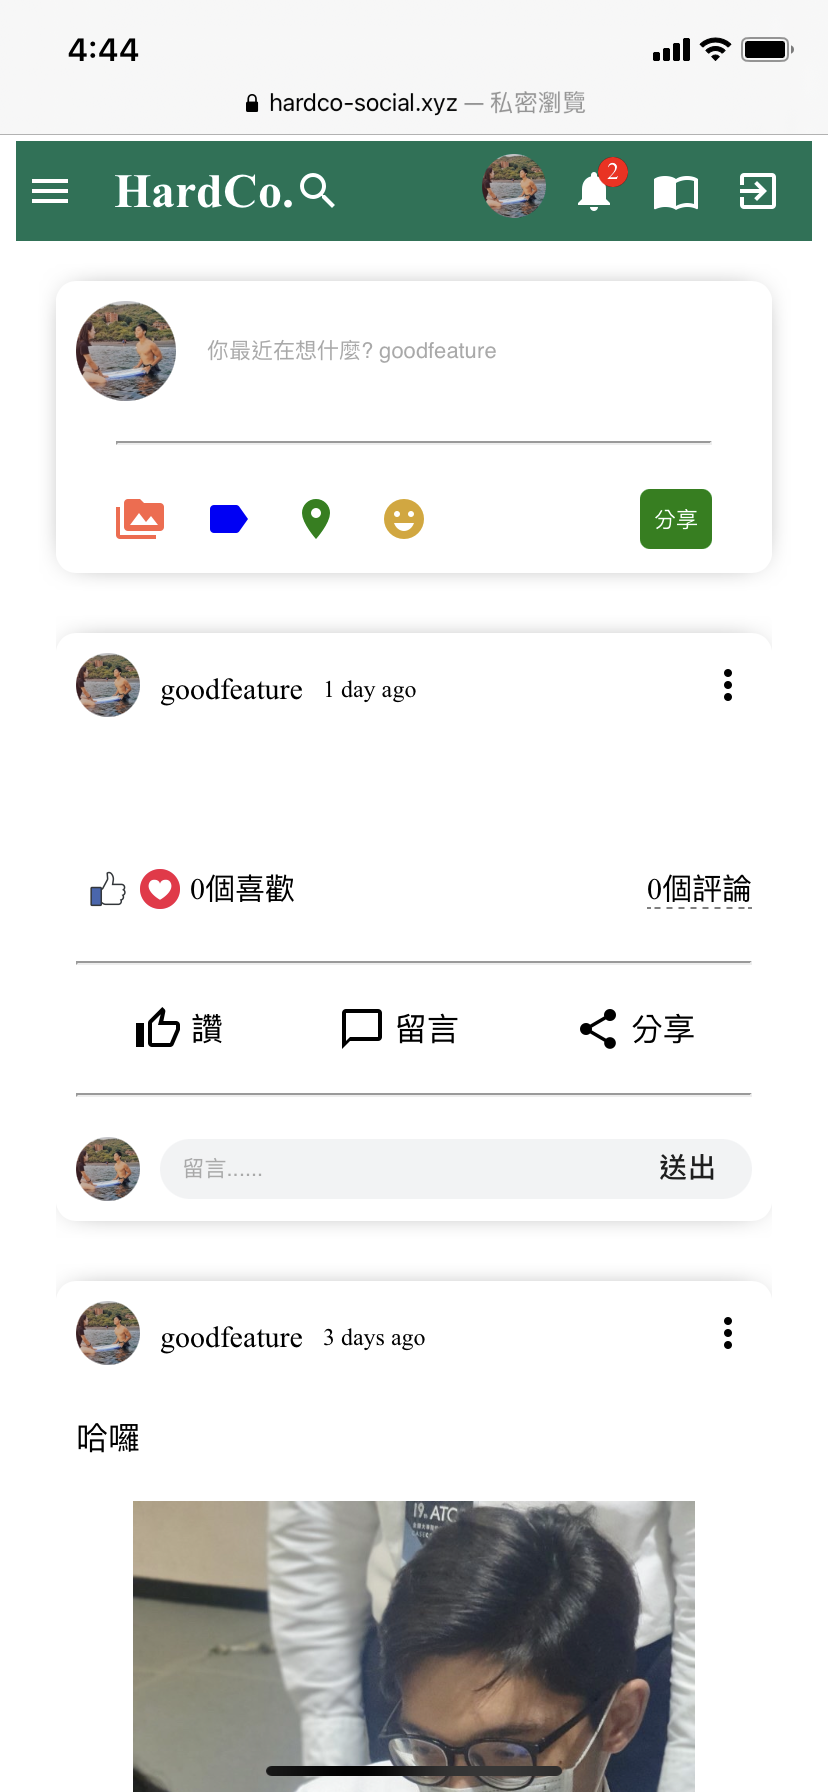 4:44
hardco-social.xyz — 私密瀏覽
HardCo.
2
你最近在想什麼? goodfeature
分享
goodfeature 1 day ago
0個喜歡 0個評論
讚 留言 分享
留言...... 送出
goodfeature 3 days ago
哈囉
19. ATC